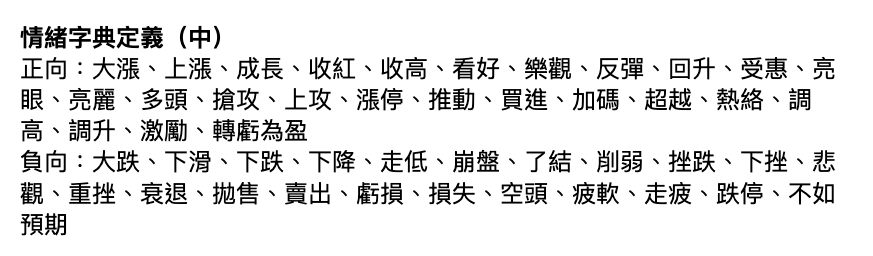 情緒字典定義（中）
正向：大漲、上漲、成長、收紅、收高、看好、樂觀、反彈、回升、受惠、亮
眼、亮麗、多頭、搶攻、上攻、漲停、推動、買進、加碼、超越、熱絡、調
高、調升、激勵、轉虧為盈
負向：大跌、下滑、下跌、下降、走低、崩盤、了結、削弱、挫跌、下挫、悲
觀、重挫、衰退、拋售、賣出、虧損、損失、空頭、疲軟、走疲、跌停、不如
預期